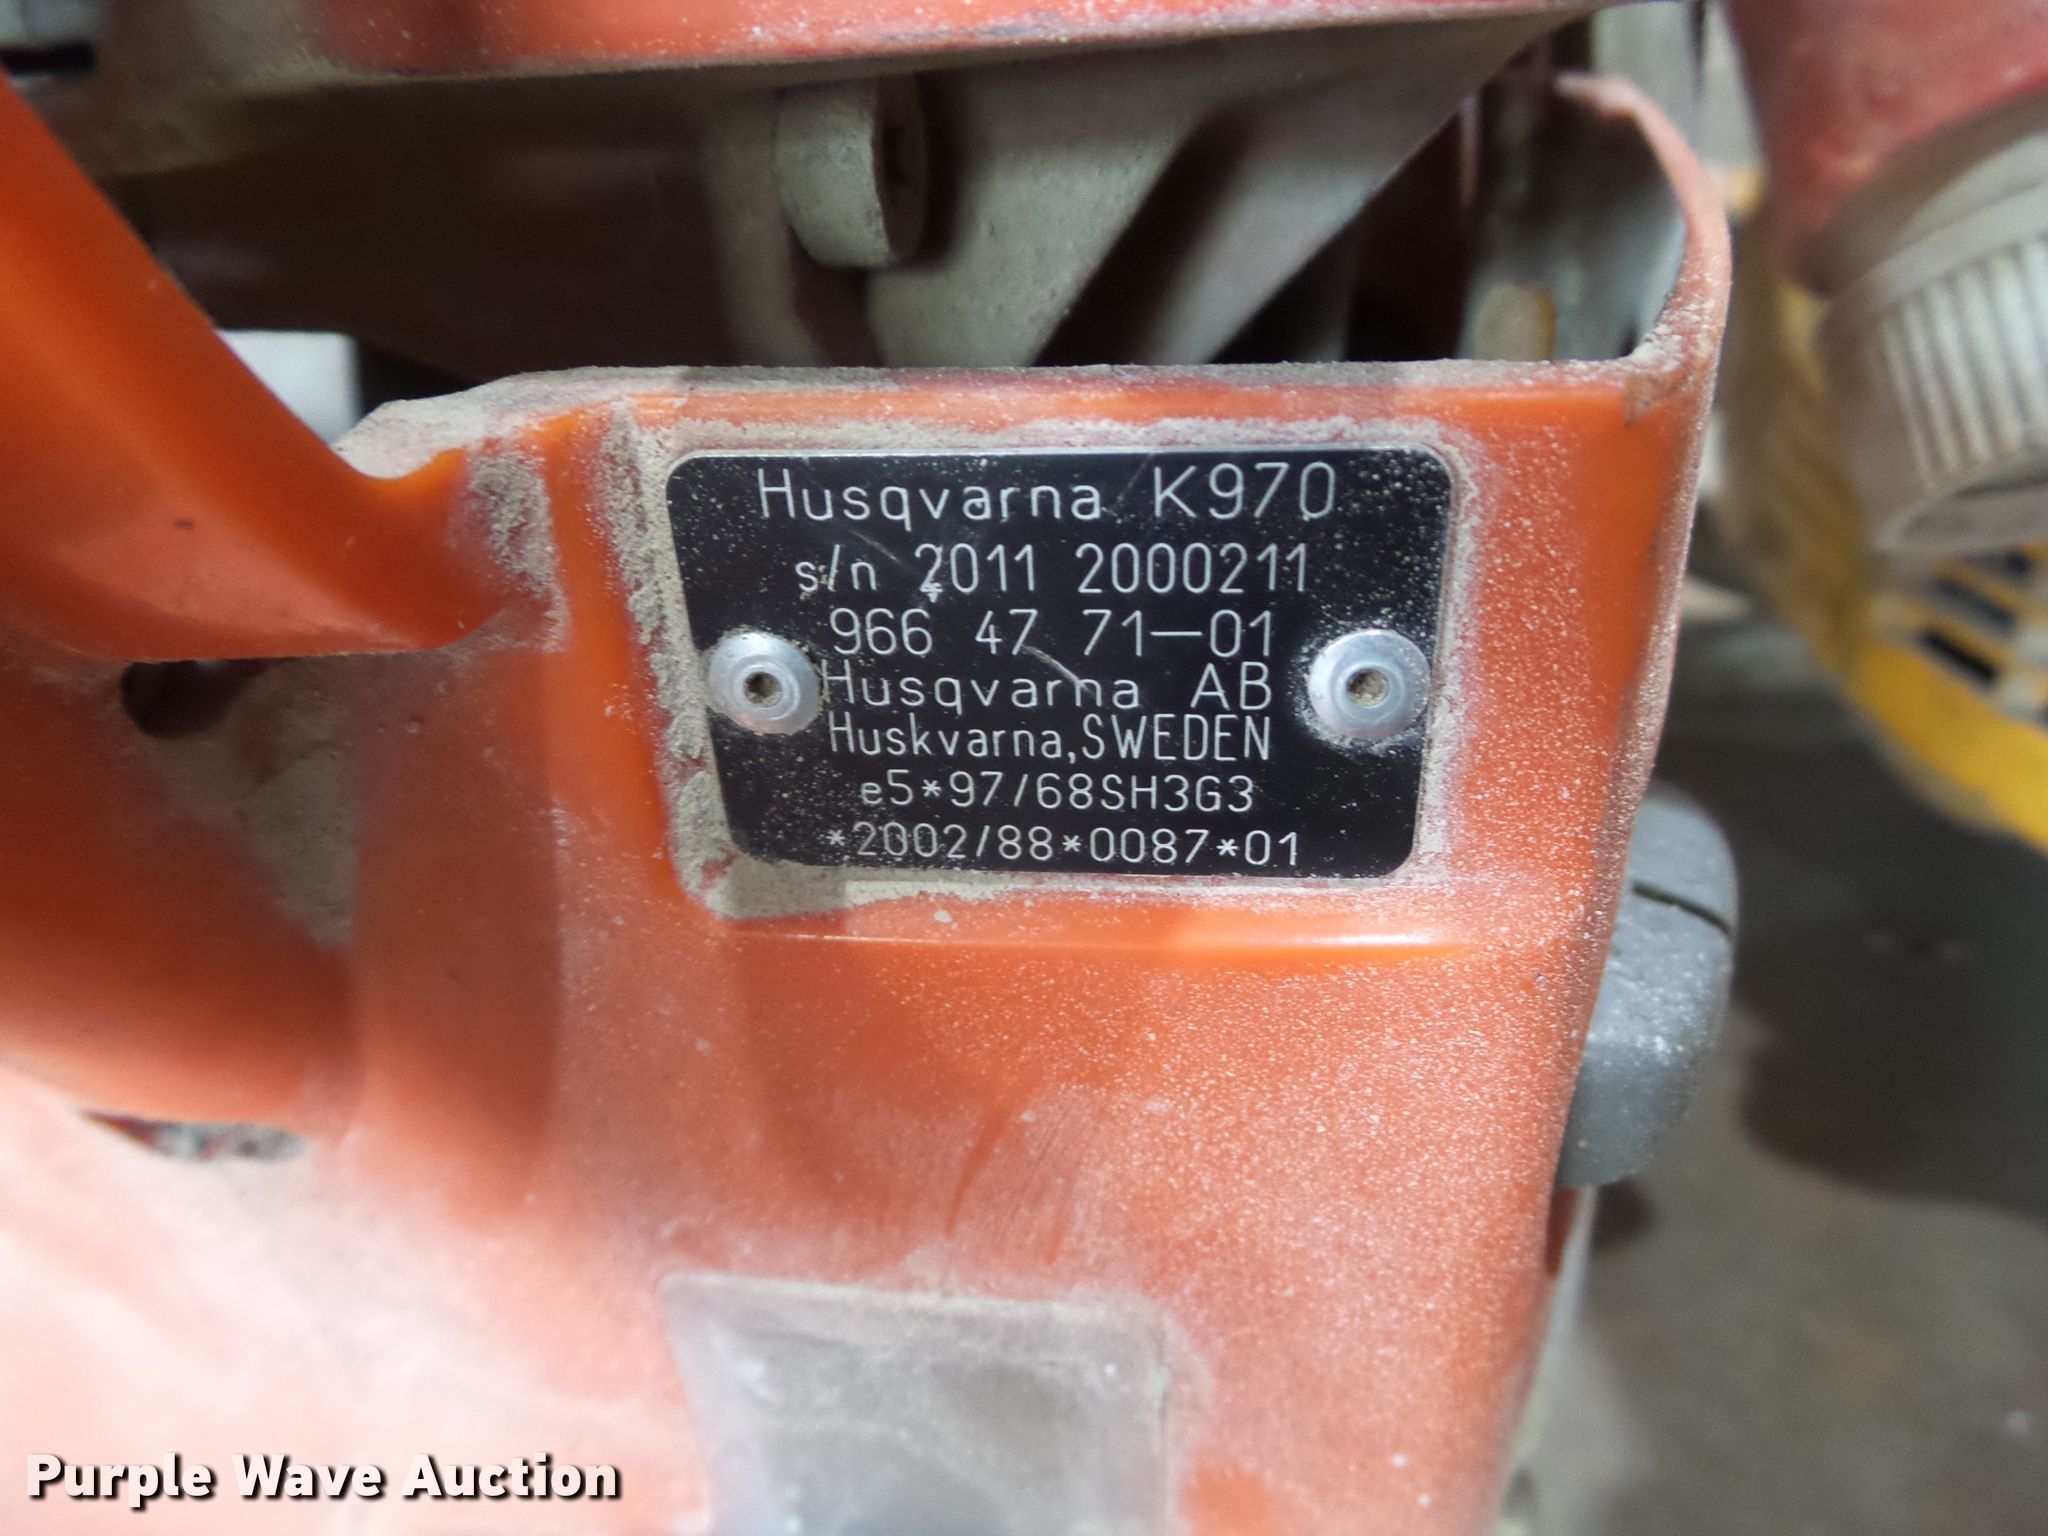 Husqvarna K970
s/n 2011 2000211
966 47 71-01
Husqvarna AB
Huskvarna,SWEDEN
e5*97/68SH3G3
*2002/88*0087*01
Purple Wave Auction